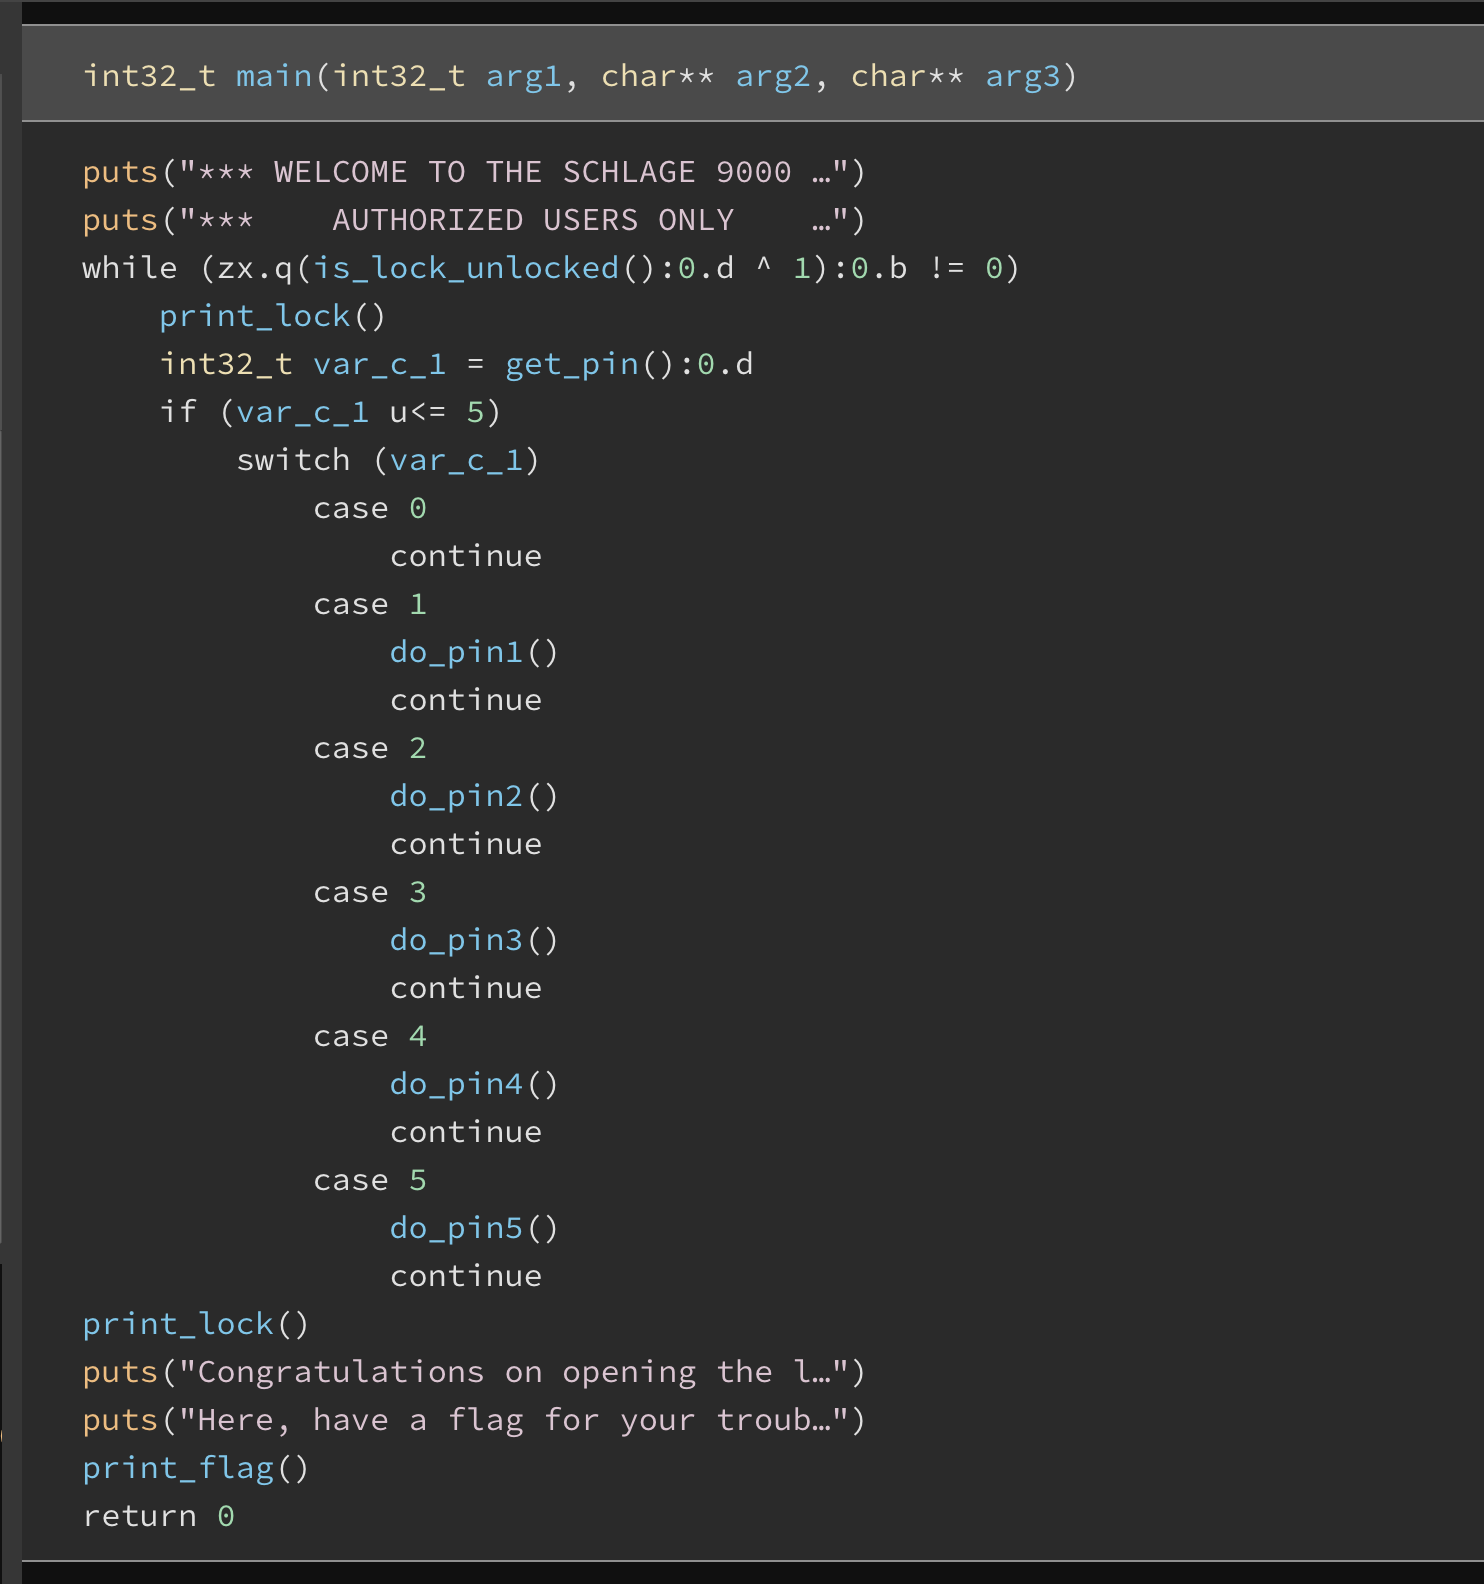 int32_t main(int32_t arg1, char** arg2, char** arg3)
puts("*** WELCOME TO THE SCHLAGE 9000 …")
puts("***    AUTHORIZED USERS ONLY    …")
while (zx.q(is_lock_unlocked():0.d ^ 1):0.b != 0)
    print_lock()
    int32_t var_c_1 = get_pin():0.d
    if (var_c_1 u<= 5)
        switch (var_c_1)
            case 0
                continue
            case 1
                do_pin1()
                continue
            case 2
                do_pin2()
                continue
            case 3
                do_pin3()
                continue
            case 4
                do_pin4()
                continue
            case 5
                do_pin5()
                continue
print_lock()
puts("Congratulations on opening the l…")
puts("Here, have a flag for your troub…")
print_flag()
return 0